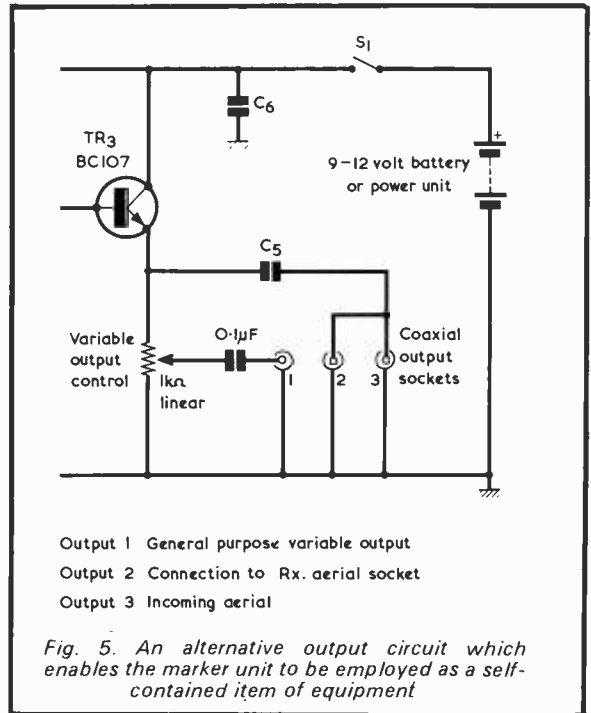 S1
C6
TR3
BC107
9-12 volt battery
or power unit
+
C5
Variable
output
control
1kΩ
linear
0·1µF
1
2
3
Coaxial
output
sockets
Output 1 General purpose variable output
Output 2 Connection to Rx. aerial socket
Output 3 Incoming aerial
Fig. 5. An alternative output circuit which
enables the marker unit to be employed as a self-
contained item of equipment